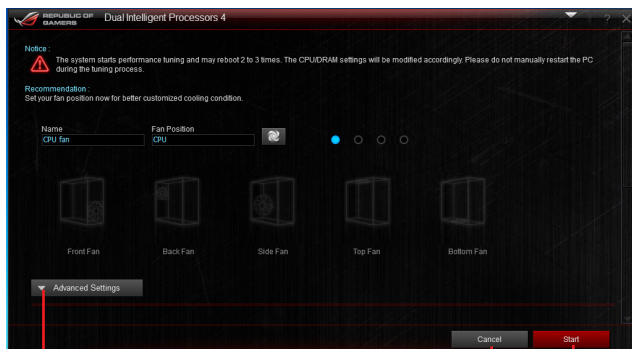 REPUBLIC OF
GAMERS
Dual Intelligent Processors 4
?
Notice :
The system starts performance tuning and may reboot 2 to 3 times. The CPU/DRAM settings will be modified accordingly. Please do not manually restart the PC
during the tuning process.
Recommendation :
Set your fan position now for better customized cooling condition.
Name
Fan Position
CPU fan
CPU
Front Fan
Back Fan
Side Fan
Top Fan
Bottom Fan
Advanced Settings
Cancel
Start